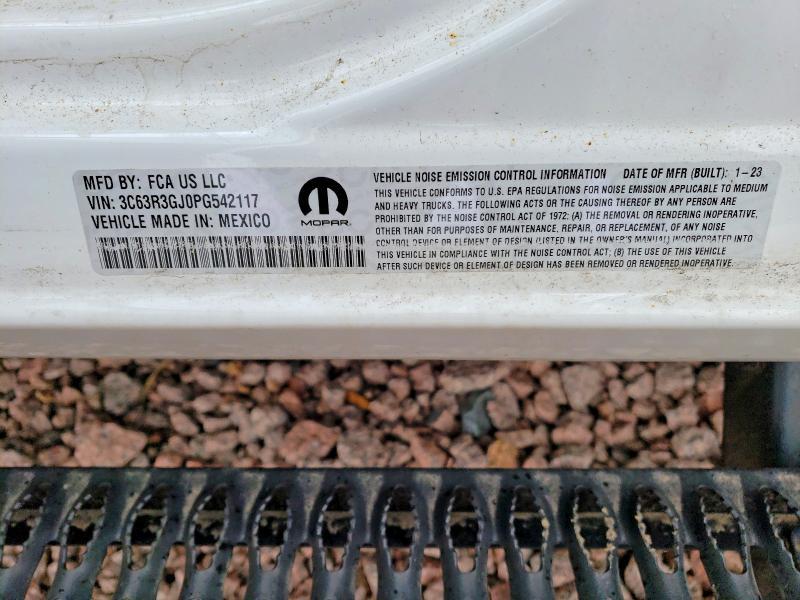 MFD BY: FCA US LLC
VIN: 3C63R3GJ0PG542117
VEHICLE MADE IN: MEXICO
MOPAR
VEHICLE NOISE EMISSION CONTROL INFORMATION DATE OF MFR (BUILT): 1-23
THIS VEHICLE CONFORMS TO U.S. EPA REGULATIONS FOR NOISE EMISSION APPLICABLE TO MEDIUM
AND HEAVY TRUCKS. THE FOLLOWING ACTS OR THE CAUSING THEREOF BY ANY PERSON ARE
PROHIBITED BY THE NOISE CONTROL ACT OF 1972: (A) THE REMOVAL OR RENDERING INOPERATIVE,
OTHER THAN FOR PURPOSES OF MAINTENANCE, REPAIR, OR REPLACEMENT, OF ANY NOISE
CONTROL DEVICE OR ELEMENT OF DESIGN (LISTED IN THE OWNER'S MANUAL) INCORPORATED INTO
THIS VEHICLE IN COMPLIANCE WITH THE NOISE CONTROL ACT; (B) THE USE OF THIS VEHICLE
AFTER SUCH DEVICE OR ELEMENT OF DESIGN HAS BEEN REMOVED OR RENDERED INOPERATIVE.